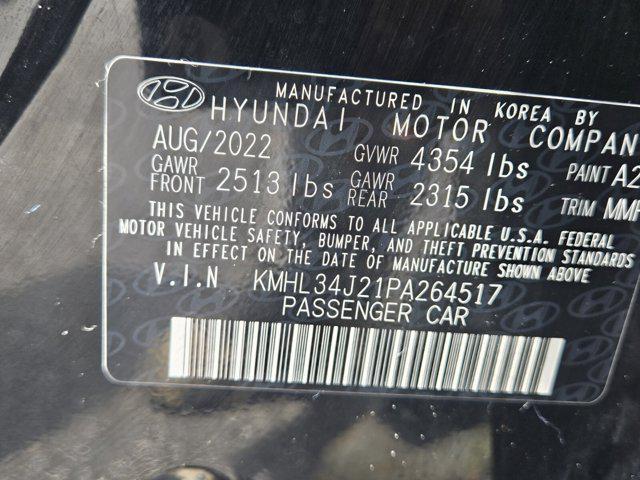 MANUFACTURED IN KOREA BY
HYUNDAI MOTOR COMPAN
AUG/2022 GVWR 4354 lbs PAINT A2
GAWR FRONT 2513 lbs GAWR REAR 2315 lbs TRIM MMF
THIS VEHICLE CONFORMS TO ALL APPLICABLE U.S.A. FEDERAL
MOTOR VEHICLE SAFETY, BUMPER, AND THEFT PREVENTION STANDARDS
IN EFFECT ON THE DATE OF MANUFACTURE SHOWN ABOVE
V.I.N KMHL34J21PA264517
PASSENGER CAR